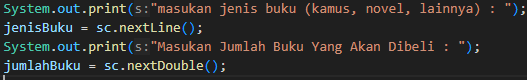 System.out.print(s:"masukan jenis buku (kamus, novel, lainnya) : ");
jenisBuku = sc.nextLine();
System.out.print(s:"Masukan Jumlah Buku Yang Akan Dibeli : ");
jumlahBuku = sc.nextDouble();